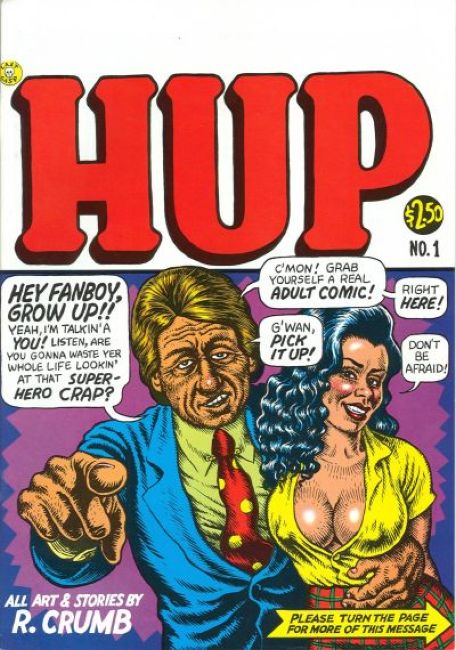 LAST
GASP
HUP
$2.50
NO. 1
HEY FANBOY,
GROW UP!!
YEAH, I'M TALKIN' A
YOU! LISTEN, ARE
YOU GONNA WASTE YER
WHOLE LIFE LOOKIN'
AT THAT SUPER-
HERO CRAP?
C'MON! GRAB
YOURSELF A REAL
ADULT COMIC!
RIGHT
HERE!
G'WAN,
PICK
IT UP!
DON'T
BE
AFRAID!
ALL ART & STORIES BY
R. CRUMB
PLEASE TURN THE PAGE
FOR MORE OF THIS MESSAGE